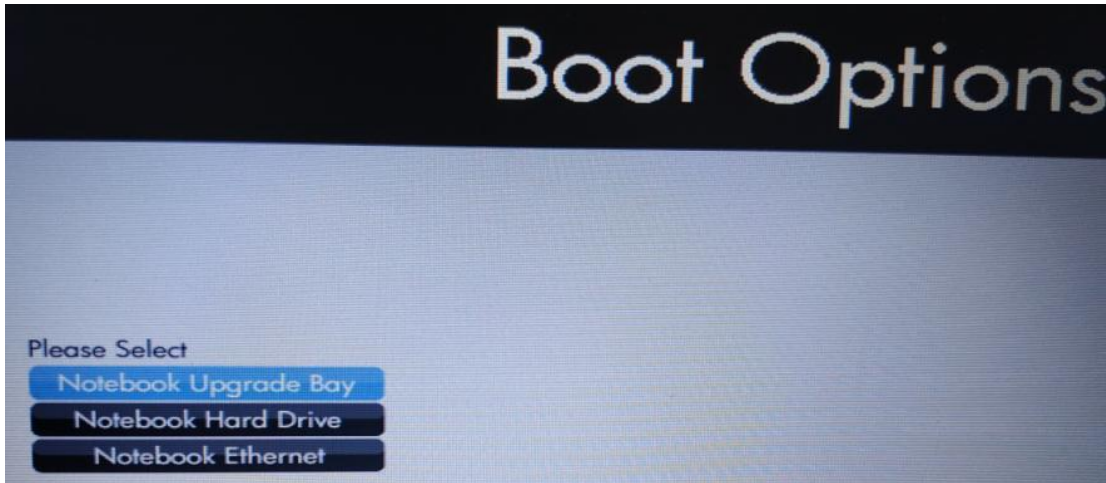 Boot Options
Please Select
Notebook Upgrade Bay
Notebook Hard Drive
Notebook Ethernet